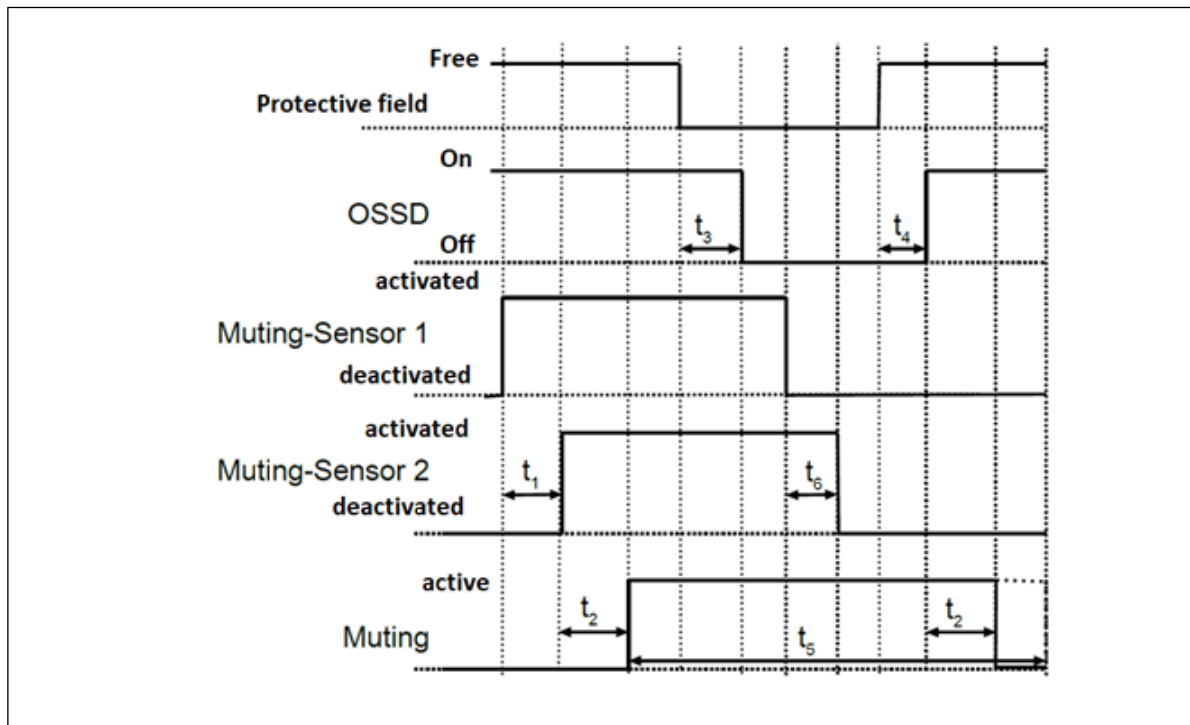 Free
Protective field
On
OSSD
t3
t4
Off
activated
Muting-Sensor 1
deactivated
activated
Muting-Sensor 2
t1
t6
deactivated
active
t2
t2
Muting
t5